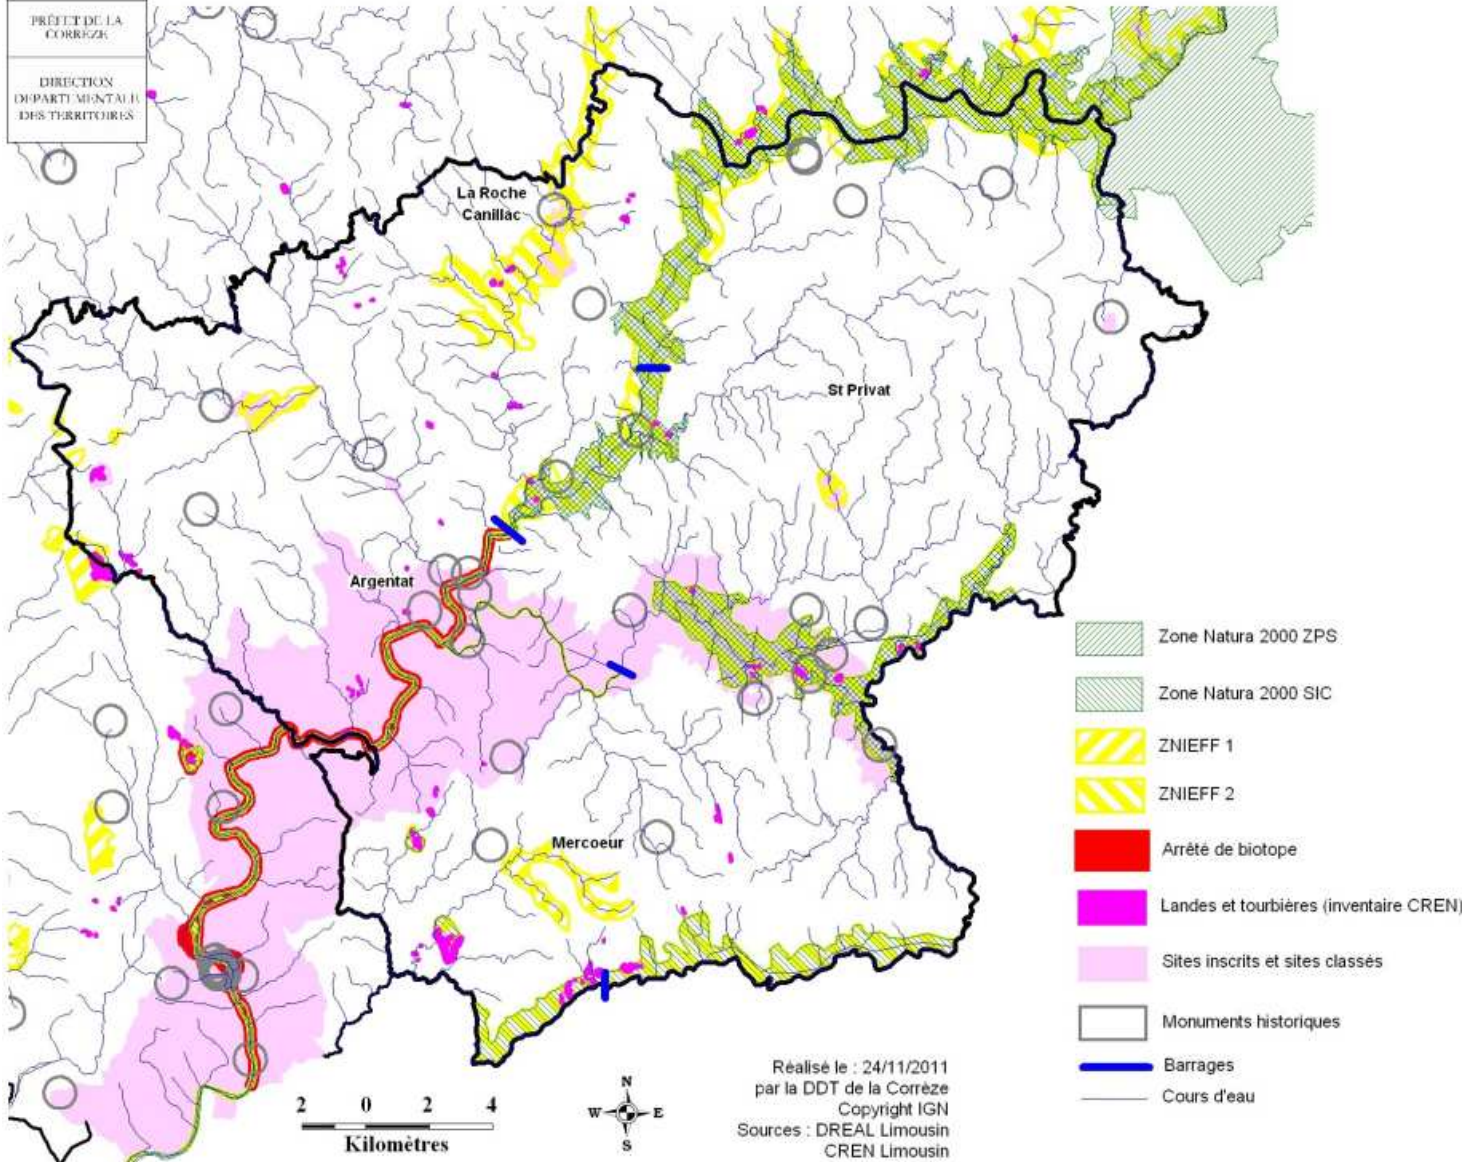 PRÉFET DE LA
CORRÈZE
DIRECTION
DEPARTEMENTALE
DES TERRITOIRES
La Roche
Canillac
St Privat
Argentat
Mercoeur
Zone Natura 2000 ZPS
Zone Natura 2000 SIC
ZNIEFF 1
ZNIEFF 2
Arrêté de biotope
Landes et tourbières (inventaire CREN)
Sites inscrits et sites classés
Monuments historiques
Barrages
Cours d'eau
2 0 2 4
Kilomètres
N
W E
S
Réalisé le : 24/11/2011
par la DDT de la Corrèze
Copyright IGN
Sources : DREAL Limousin
CREN Limousin